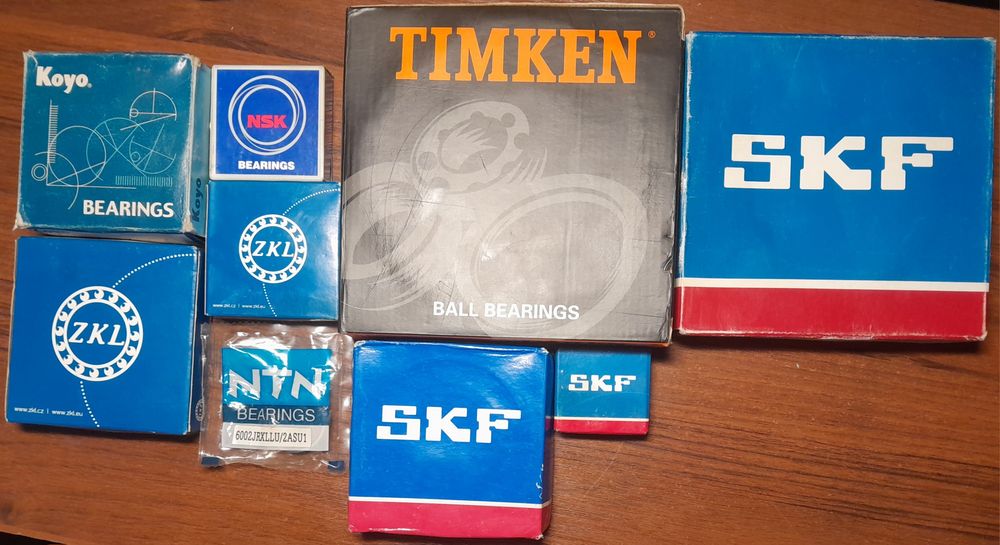 Koyo®
BEARINGS
Koyo
NSK
BEARINGS
TIMKEN®
BALL BEARINGS
SKF
ZKL
www.zkl.cz | www.zkl.eu
ZKL
www.zkl.cz | www.zkl.eu
NTN
BEARINGS
6002JRXLLU/2ASU1
SKF
SKF